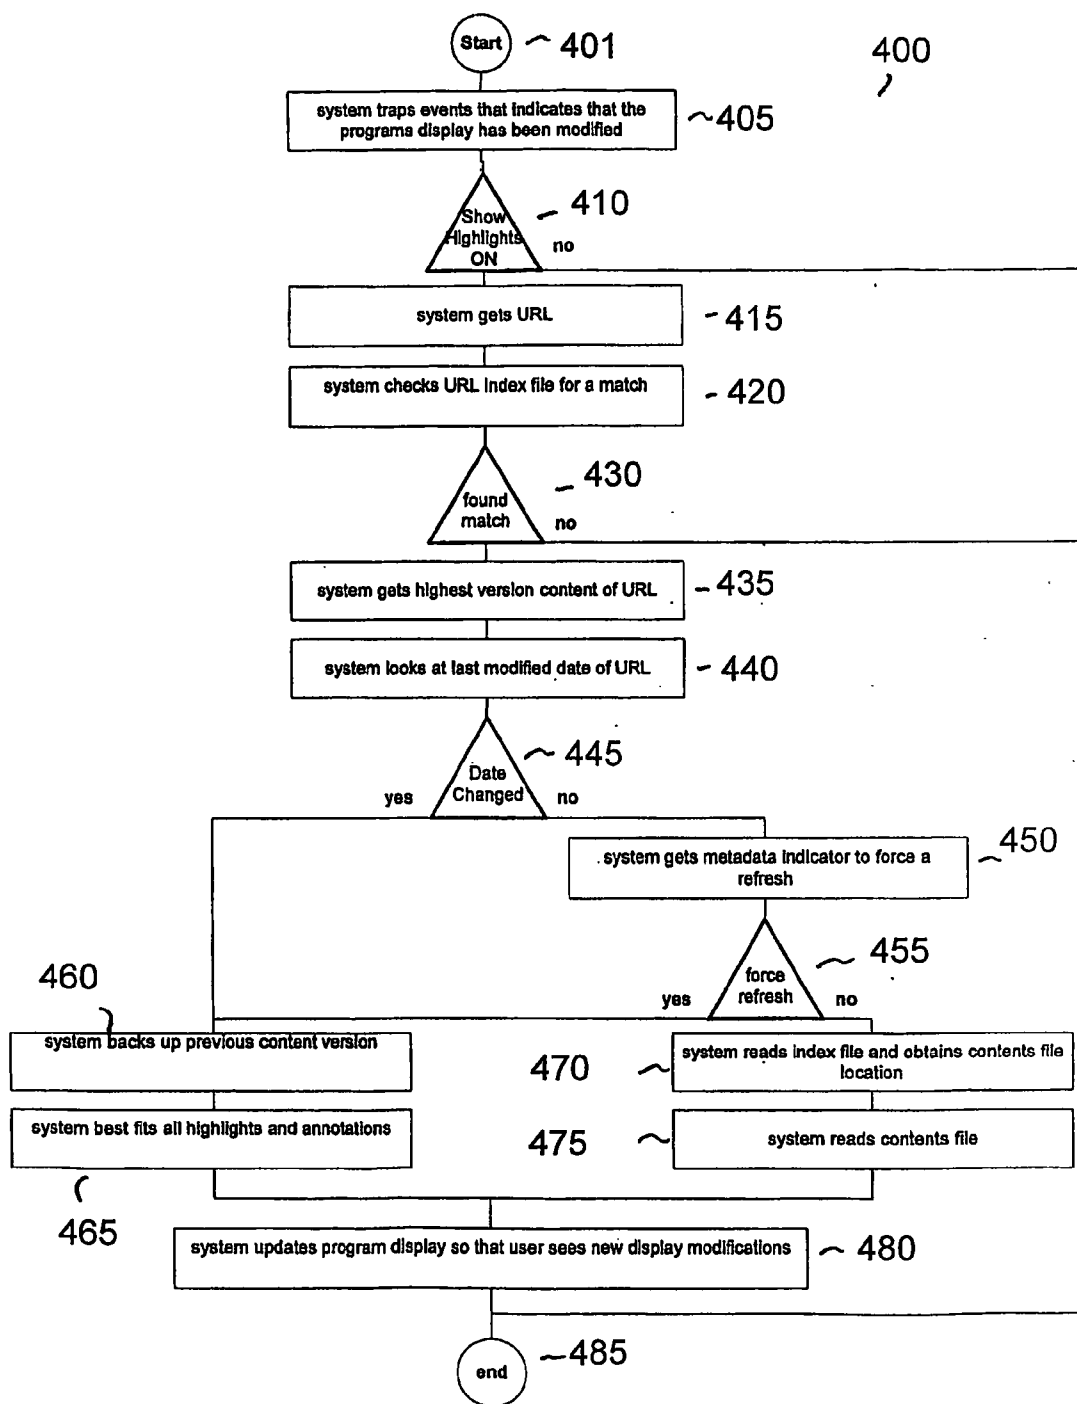 Start
401
400
system traps events that indicates that the
programs display has been modified
405
410
Show
Highlights
ON
no
system gets URL
415
system checks URL Index file for a match
420
430
found
match
no
system gets highest version content of URL
435
system looks at last modified date of URL
440
445
Date
Changed
yes
no
system gets metadata indicator to force a
refresh
450
455
force
refresh
yes
no
460
system backs up previous content version
470
system reads index file and obtains contents file
location
system best fits all highlights and annotations
475
system reads contents file
465
system updates program display so that user sees new display modifications
480
end
485